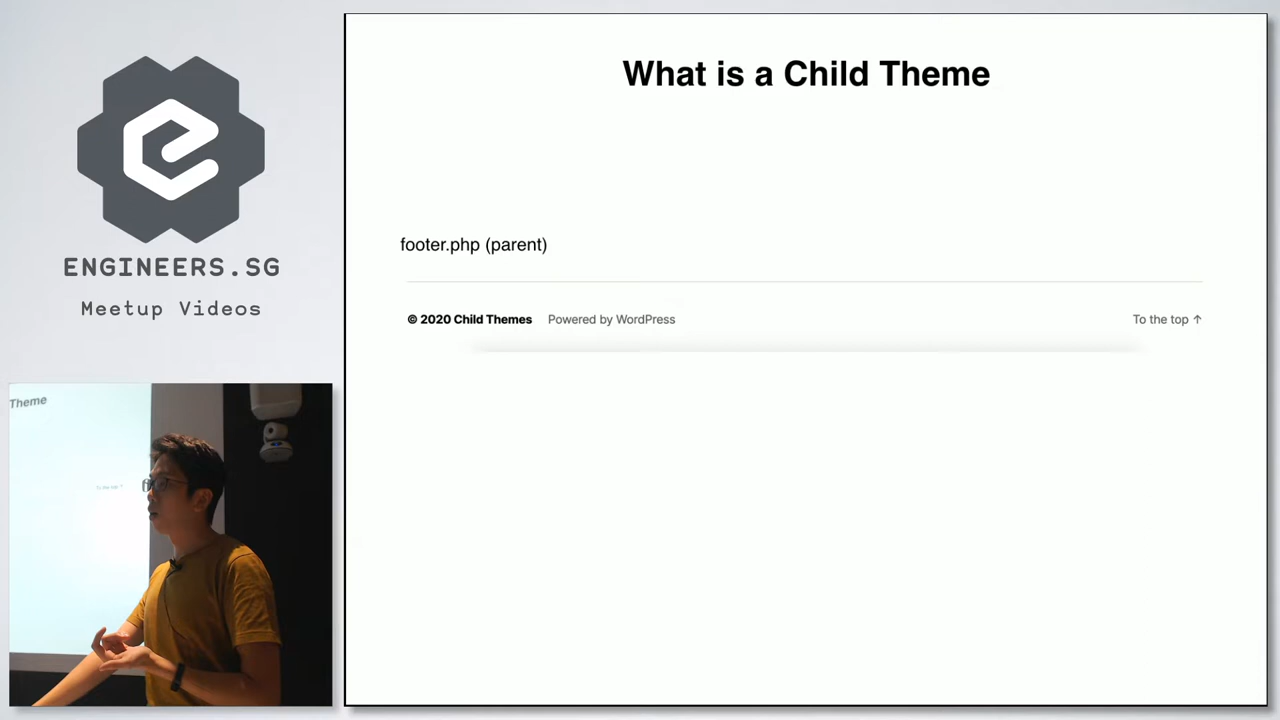 ENGINEERS.SG
Meetup Videos
What is a Child Theme
footer.php (parent)
© 2020 Child Themes Powered by WordPress To the top ↑
Theme